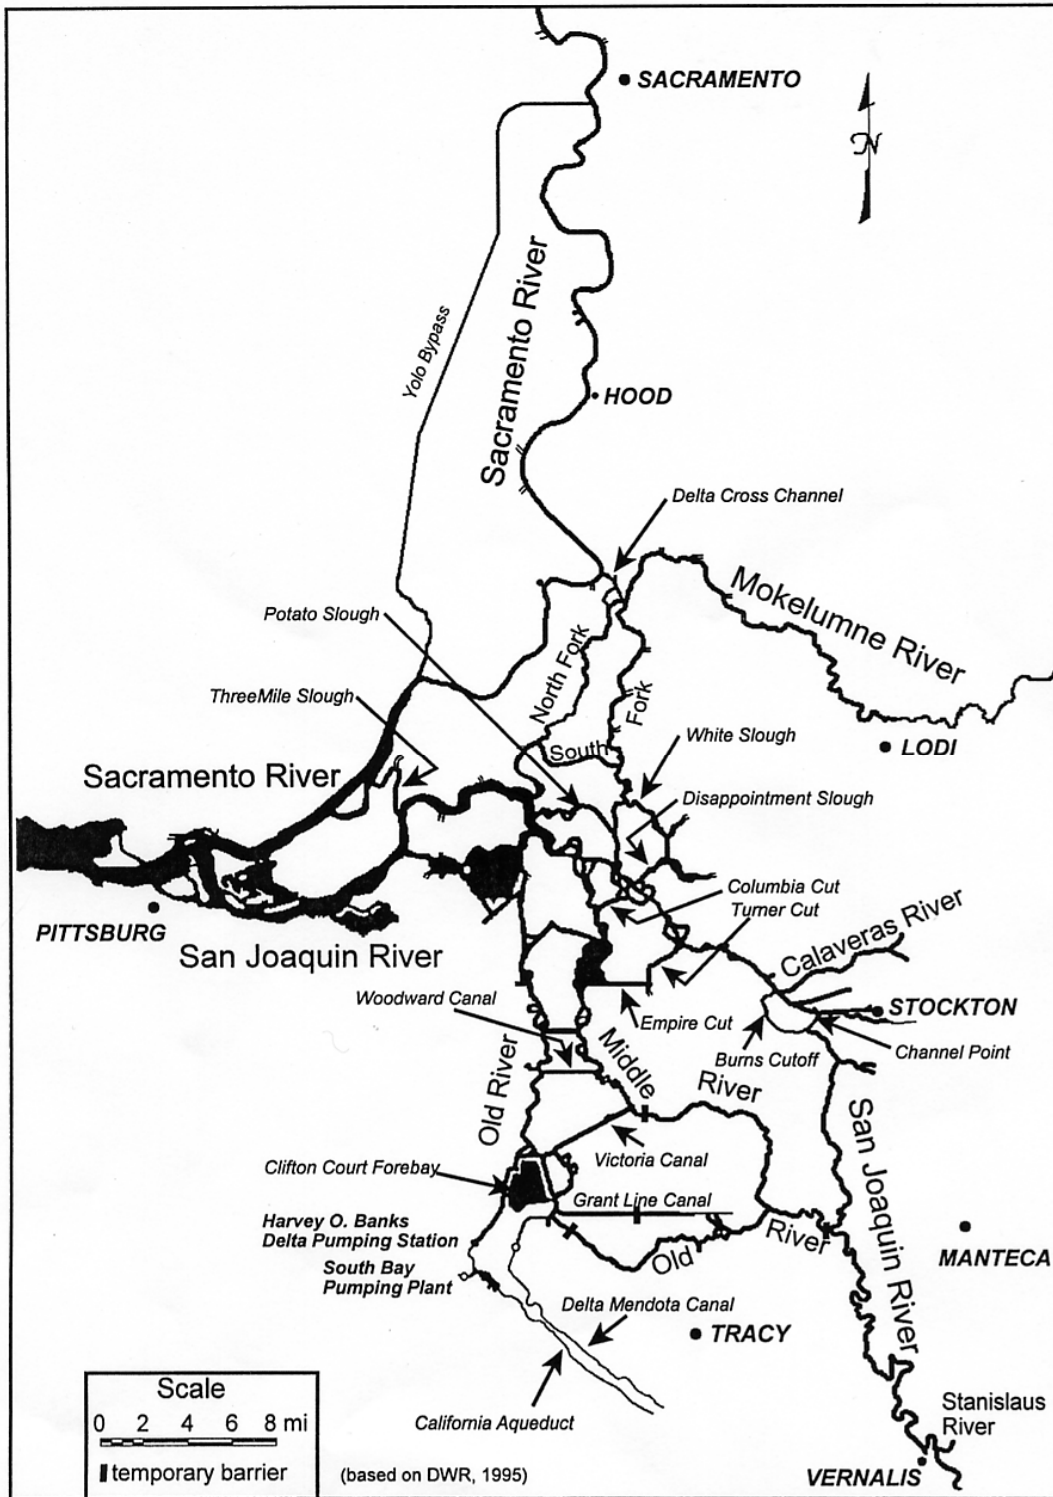 SACRAMENTO
N
Sacramento River
Yolo Bypass
HOOD
Delta Cross Channel
Mokelumne River
Potato Slough
North Fork
ThreeMile Slough
South
Fork
White Slough
LODI
Sacramento River
Disappointment Slough
Columbia Cut
Turner Cut
PITTSBURG
San Joaquin River
Calaveras River
Woodward Canal
STOCKTON
Empire Cut
Channel Point
Burns Cutoff
Old River
Middle
River
San Joaquin River
Clifton Court Forebay
Victoria Canal
Grant Line Canal
Harvey O. Banks
Delta Pumping Station
Old
River
MANTECA
South Bay
Pumping Plant
Delta Mendota Canal
TRACY
California Aqueduct
Stanislaus
River
VERNALIS
Scale
0 2 4 6 8 mi
temporary barrier
(based on DWR, 1995)